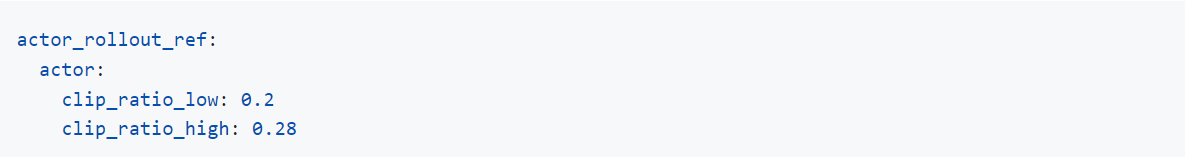 actor_rollout_ref:
  actor:
    clip_ratio_low: 0.2
    clip_ratio_high: 0.28